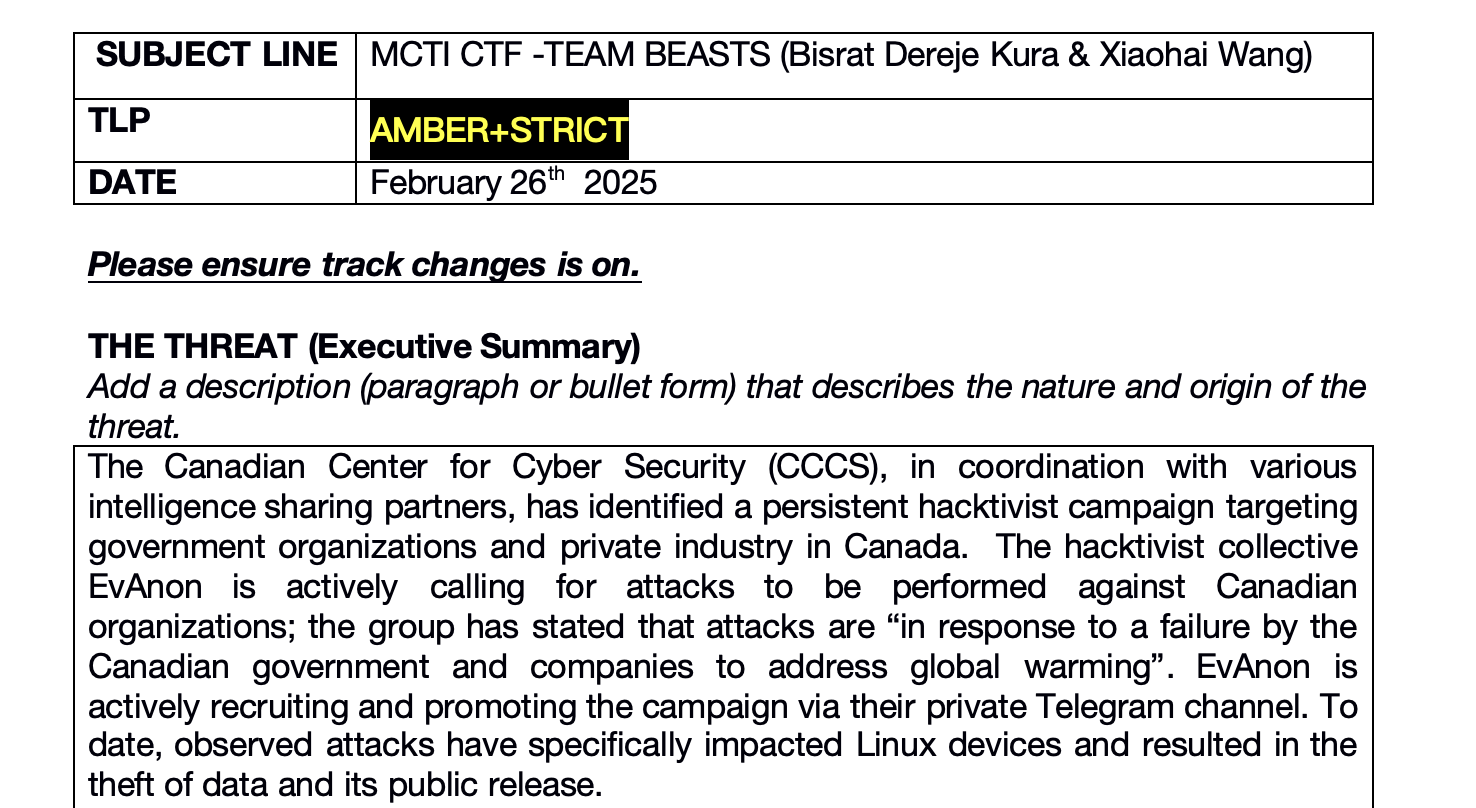 SUBJECT LINE MCTI CTF -TEAM BEASTS (Bisrat Dereje Kura & Xiaohai Wang)
TLP AMBER+STRICT
DATE February 26th 2025
Please ensure track changes is on.
THE THREAT (Executive Summary)
Add a description (paragraph or bullet form) that describes the nature and origin of the
threat.
The Canadian Center for Cyber Security (CCCS), in coordination with various
intelligence sharing partners, has identified a persistent hacktivist campaign targeting
government organizations and private industry in Canada. The hacktivist collective
EvAnon is actively calling for attacks to be performed against Canadian
organizations; the group has stated that attacks are “in response to a failure by the
Canadian government and companies to address global warming”. EvAnon is
actively recruiting and promoting the campaign via their private Telegram channel. To
date, observed attacks have specifically impacted Linux devices and resulted in the
theft of data and its public release.